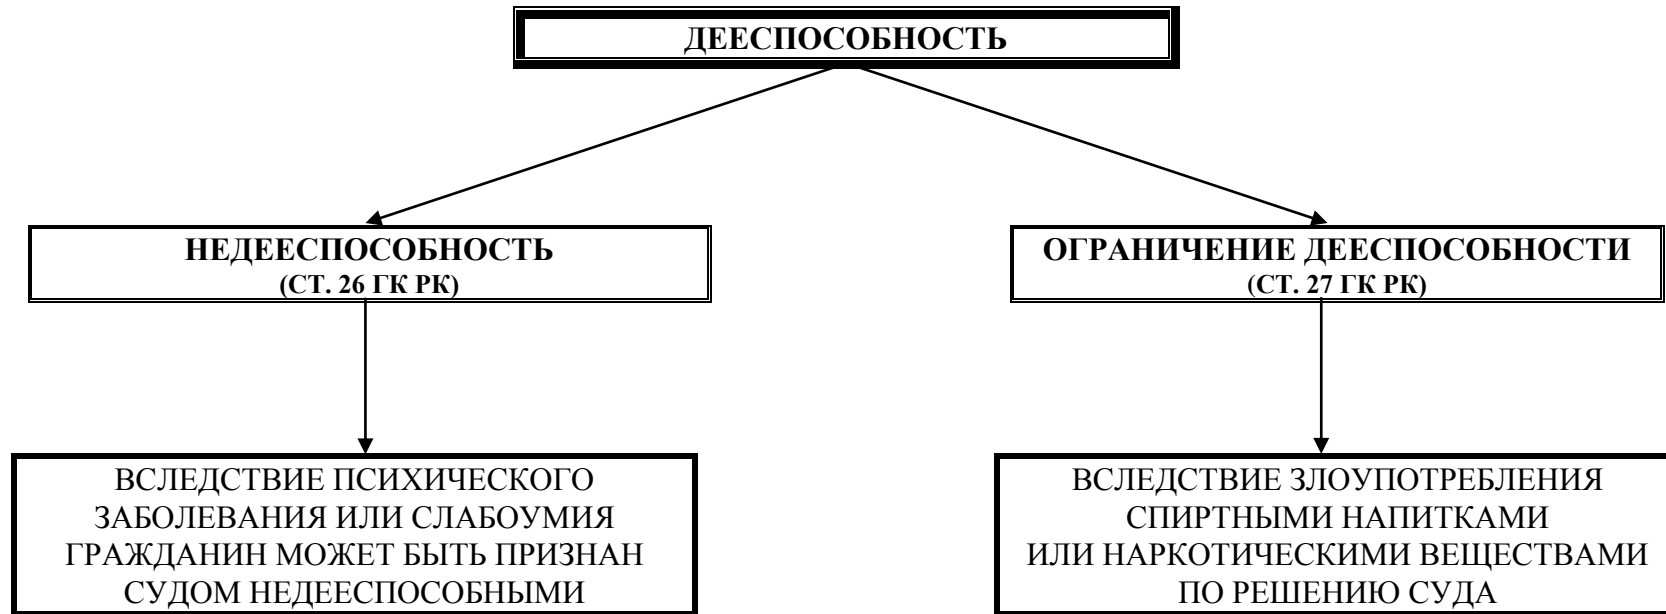 ДЕЕСПОСОБНОСТЬ
НЕДЕЕСПОСОБНОСТЬ
(СТ. 26 ГК РК)
ОГРАНИЧЕНИЕ ДЕЕСПОСОБНОСТИ
(СТ. 27 ГК РК)
ВСЛЕДСТВИЕ ПСИХИЧЕСКОГО
ЗАБОЛЕВАНИЯ ИЛИ СЛАБОУМИЯ
ГРАЖДАНИН МОЖЕТ БЫТЬ ПРИЗНАН
СУДОМ НЕДЕЕСПОСОБНЫМИ
ВСЛЕДСТВИЕ ЗЛОУПОТРЕБЛЕНИЯ
СПИРТНЫМИ НАПИТКАМИ
ИЛИ НАРКОТИЧЕСКИМИ ВЕЩЕСТВАМИ
ПО РЕШЕНИЮ СУДА